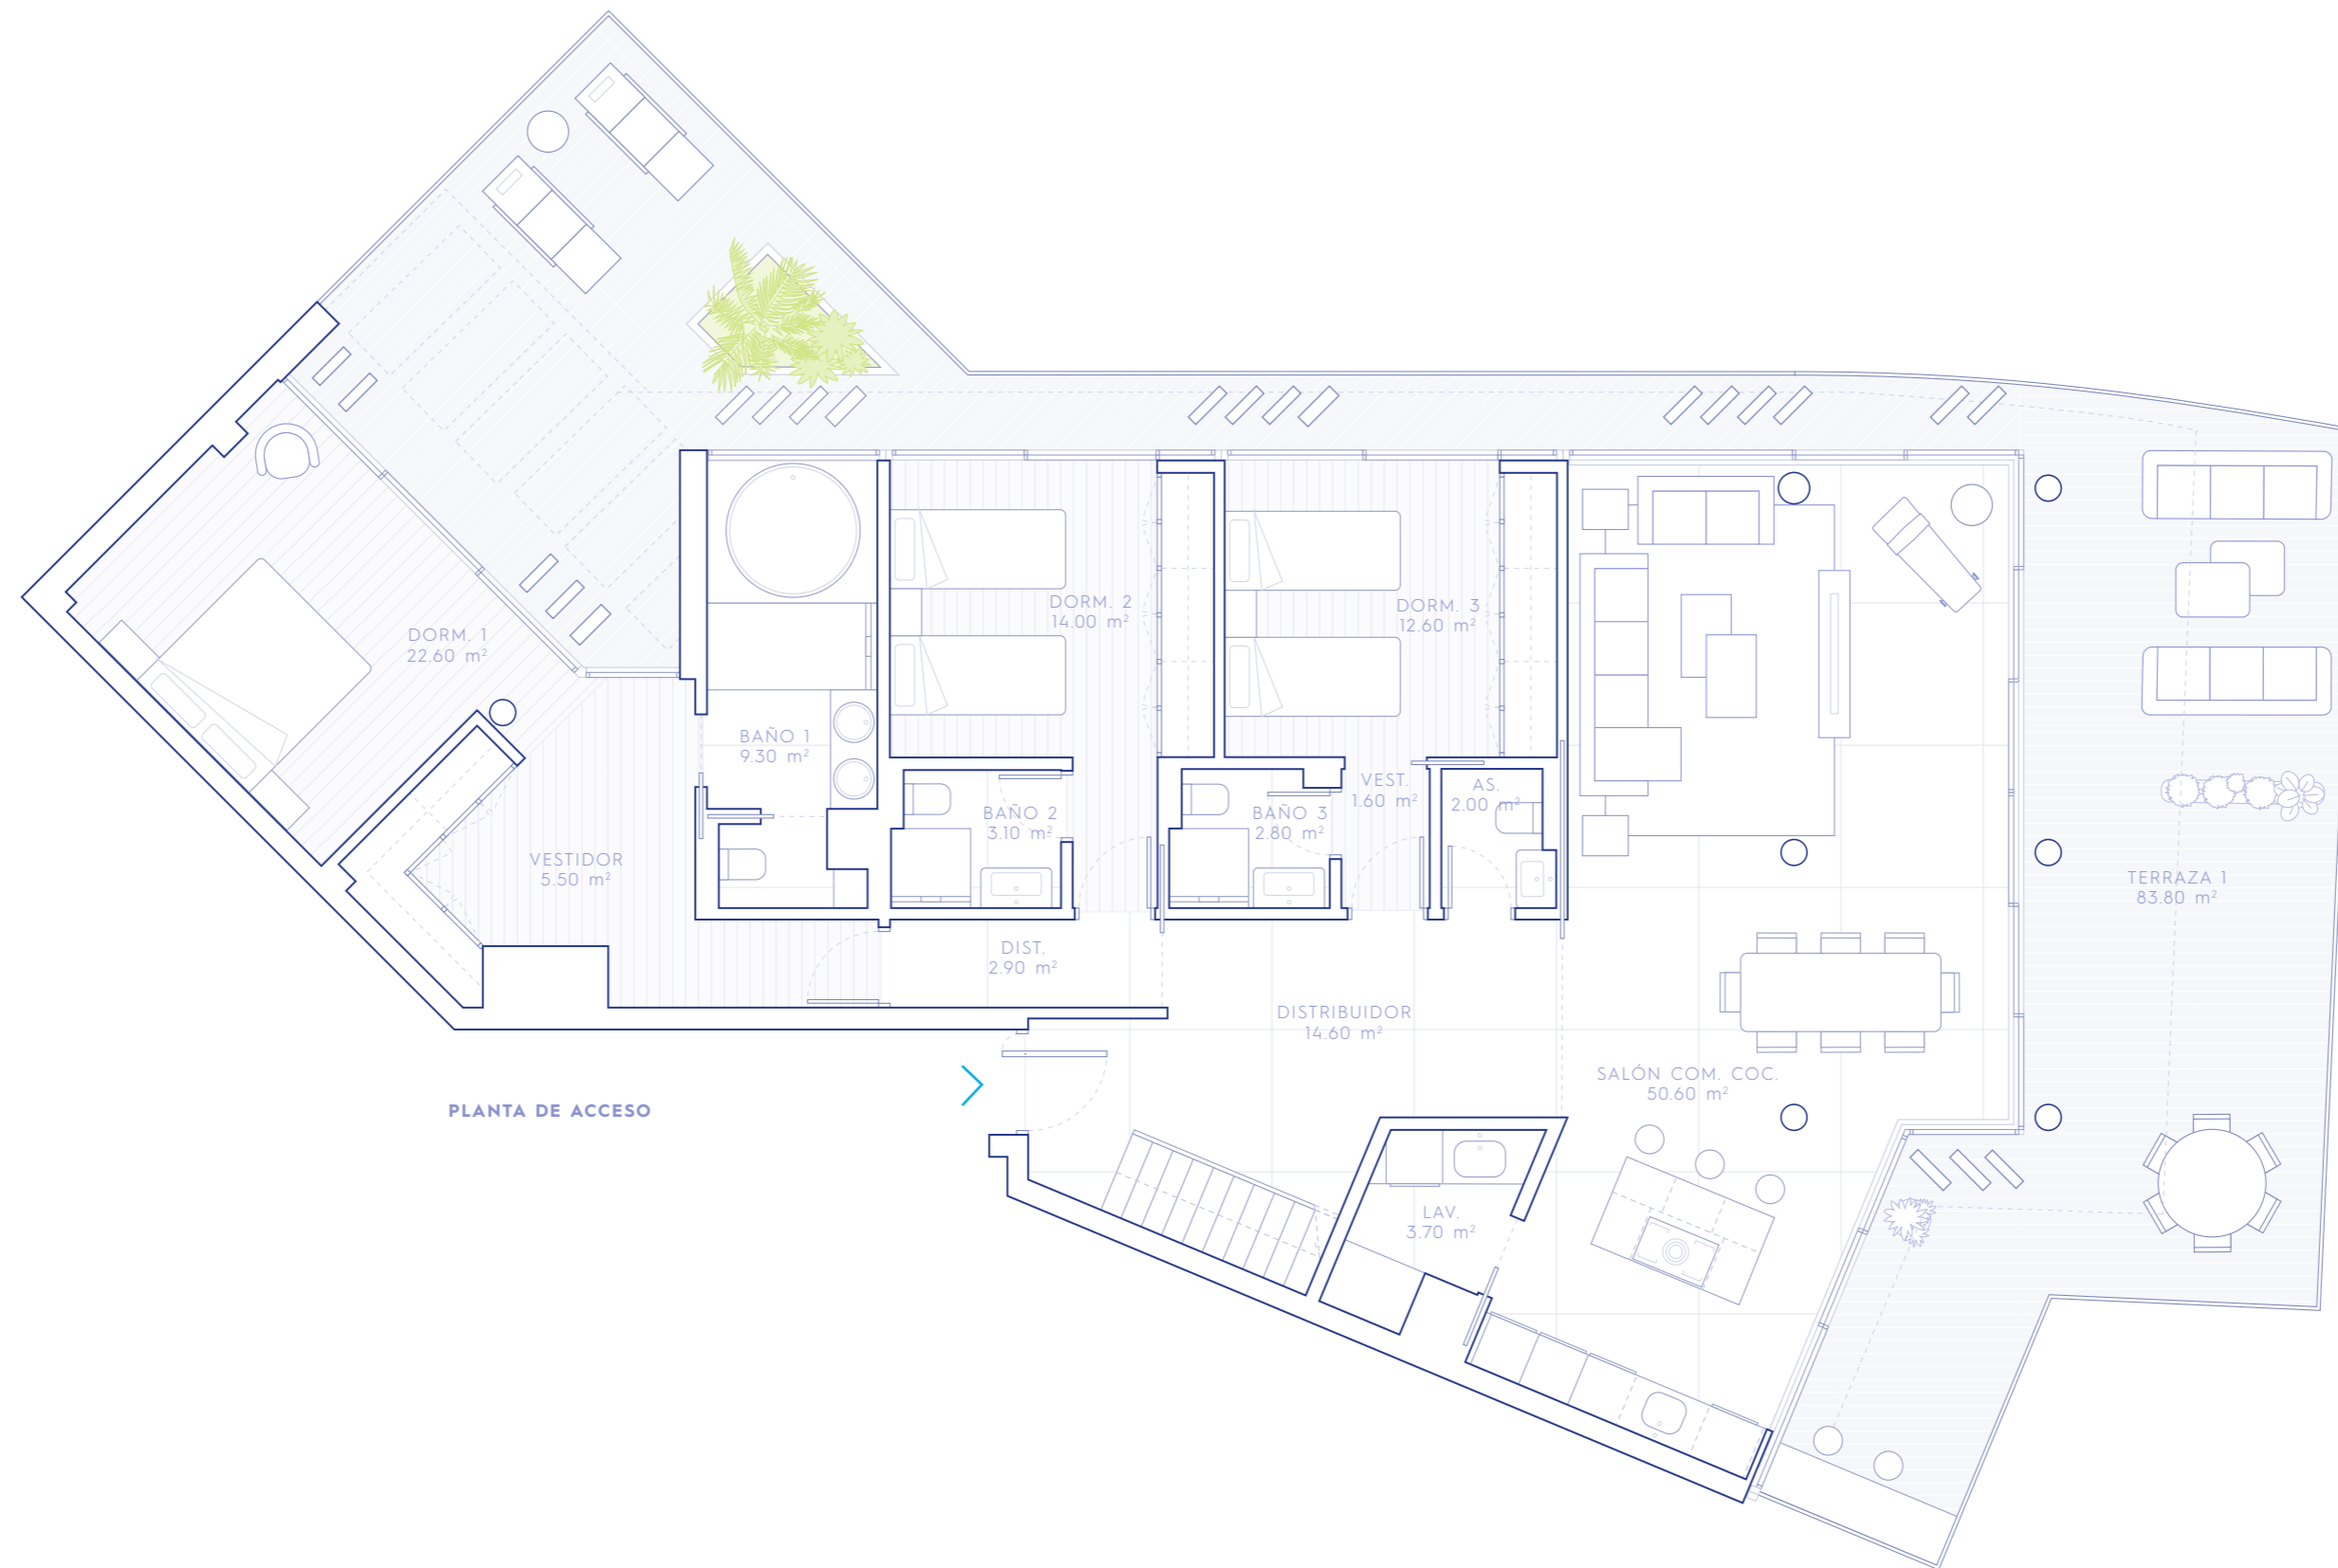 DORM. 1
22.60 m²
DORM. 2
14.00 m²
DORM. 3
12.60 m²
BAÑO 1
9.30 m²
BAÑO 2
3.10 m²
BAÑO 3
2.80 m²
VEST.
1.60 m²
AS.
2.00 m²
VESTIDOR
5.50 m²
TERRAZA 1
83.80 m²
DIST.
2.90 m²
DISTRIBUIDOR
14.60 m²
SALÓN COM. COC.
50.60 m²
PLANTA DE ACCESO
LAV.
3.70 m²